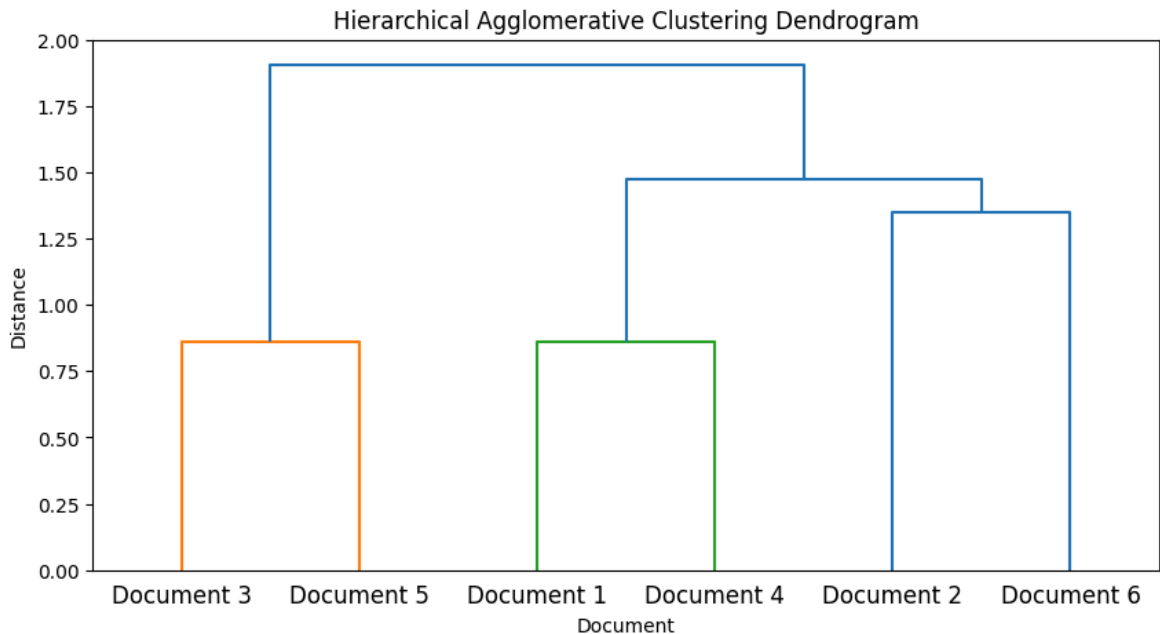 Hierarchical Agglomerative Clustering Dendrogram
2.00
1.75
1.50
1.25
1.00
0.75
0.50
0.25
0.00
Distance
Document 3 Document 5 Document 1 Document 4 Document 2 Document 6
Document